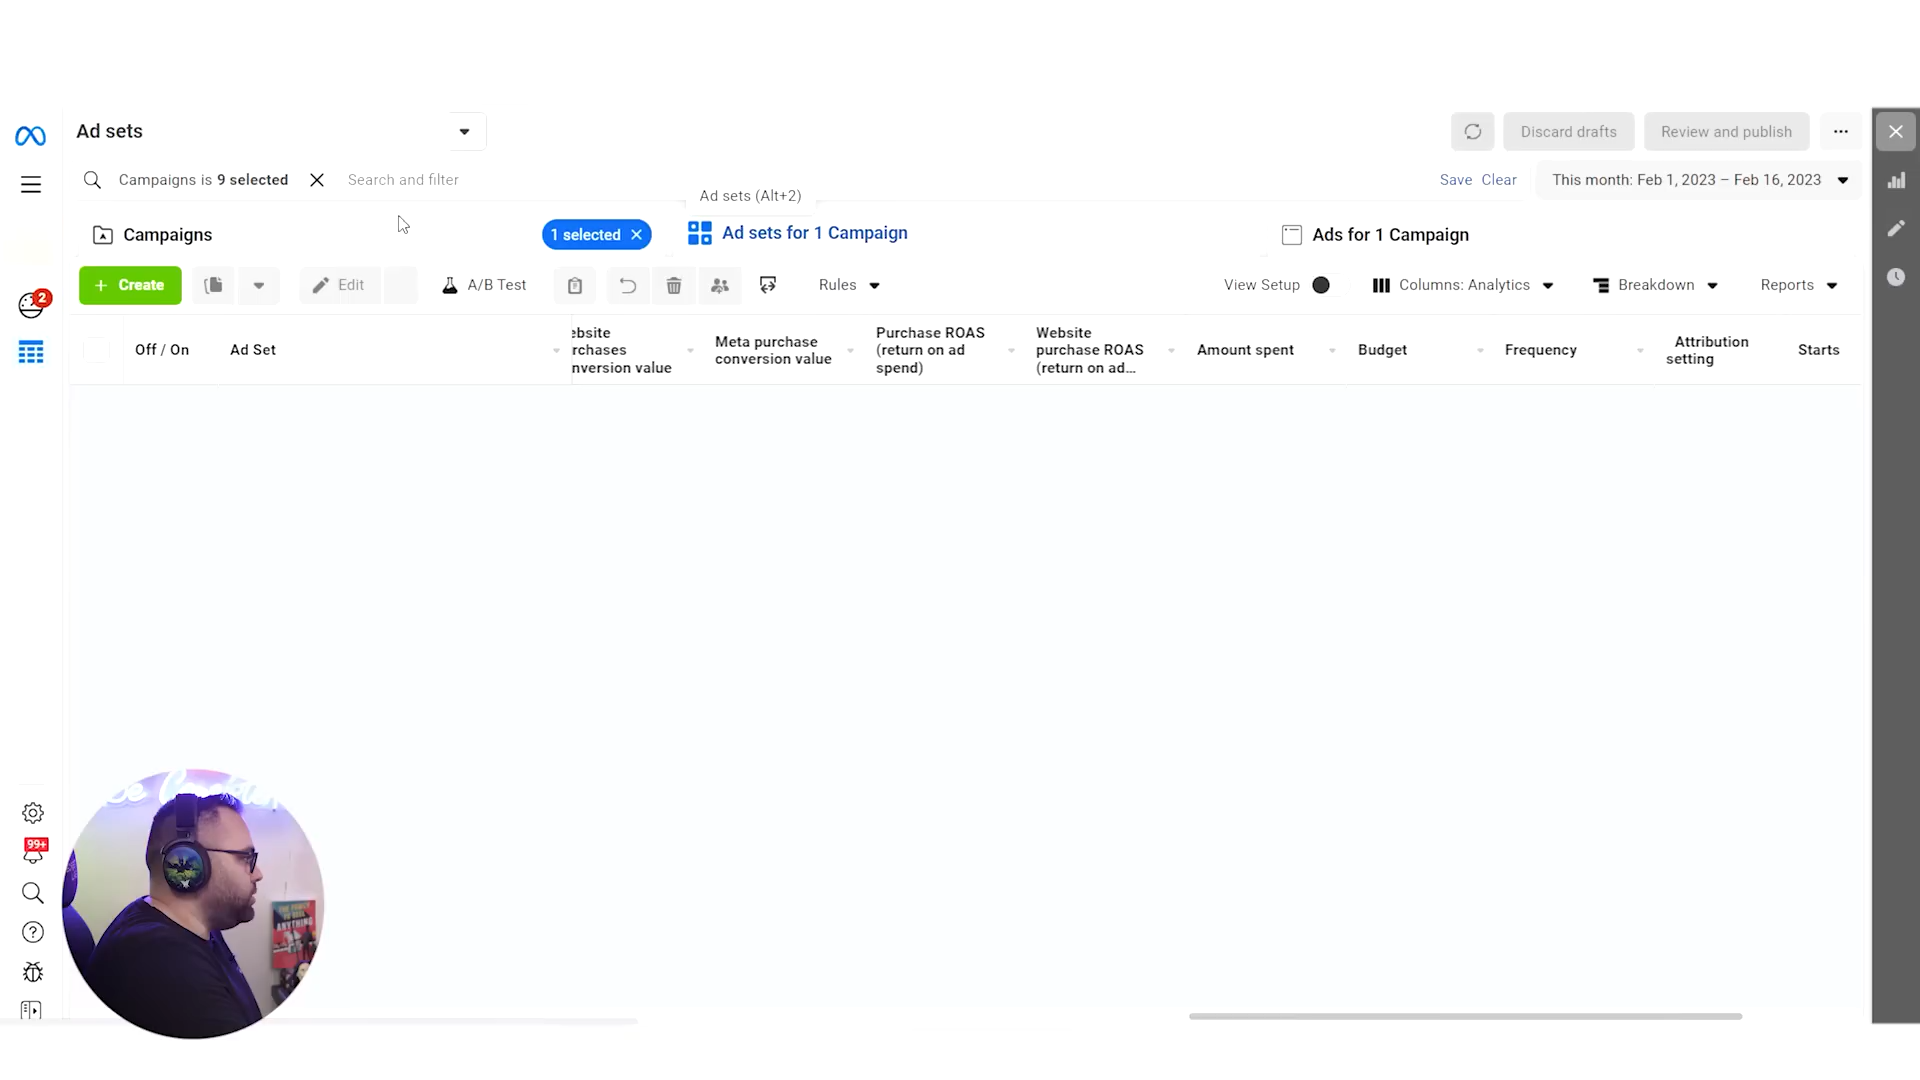 Ad sets
Discard drafts
Review and publish
Campaigns is 9 selected
Search and filter
Save Clear
This month: Feb 1, 2023 – Feb 16, 2023
Ad sets (Alt+2)
Campaigns
1 selected
Ad sets for 1 Campaign
Ads for 1 Campaign
+ Create
Edit
A/B Test
Rules
View Setup
Columns: Analytics
Breakdown
Reports
2
Off / On
Ad Set
ebsite
rchases
nversion value
Meta purchase
conversion value
Purchase ROAS
(return on ad
spend)
Website
purchase ROAS
(return on ad...
Amount spent
Budget
Frequency
Attribution
setting
Starts
99+
ANYTHING